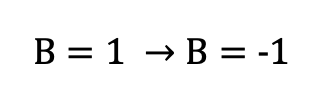 B = 1 → B = -1